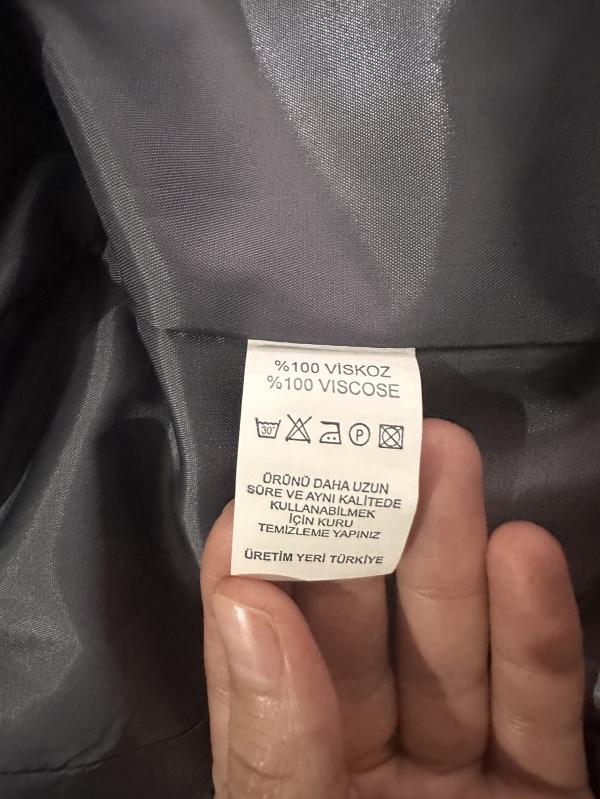 %100 VİSKOZ
%100 VISCOSE
30° P
ÜRÜNÜ DAHA UZUN
SÜRE VE AYNI KALİTEDE
KULLANABİLMEK
İÇİN KURU
TEMİZLEME YAPINIZ
ÜRETİM YERİ TÜRKİYE